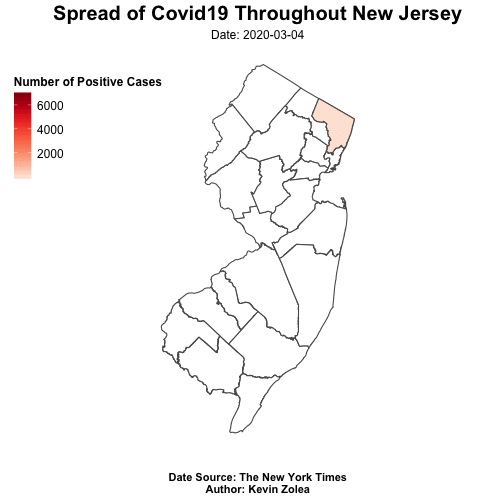 Spread of Covid19 Throughout New Jersey
Date: 2020-03-04
Number of Positive Cases
6000
4000
2000
Date Source: The New York Times
Author: Kevin Zolea